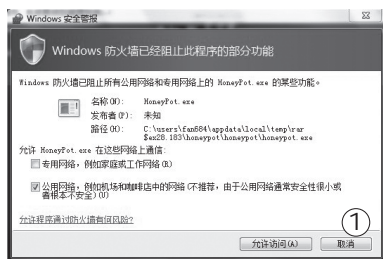 Windows 安全警报
Windows 防火墙已经阻止此程序的部分功能
Windows 防火墙已阻止所有公用网络和专用网络上的 HoneyPot.exe 的某些功能。
名称(N): HoneyPot.exe
发布者(P): 未知
路径(H): C:\users\fan684\appdata\local\temp\rar
$ex28.183\honeypot\honeypot\honeypot.exe
允许 HoneyPot.exe 在这些网络上通信:
专用网络，例如家庭或工作网络(R)
公用网络，例如机场和咖啡店中的网络(不推荐，由于公用网络通常安全性很小或
者根本不安全)(U)
允许程序通过防火墙有何风险?
①
允许访问(A) 取消